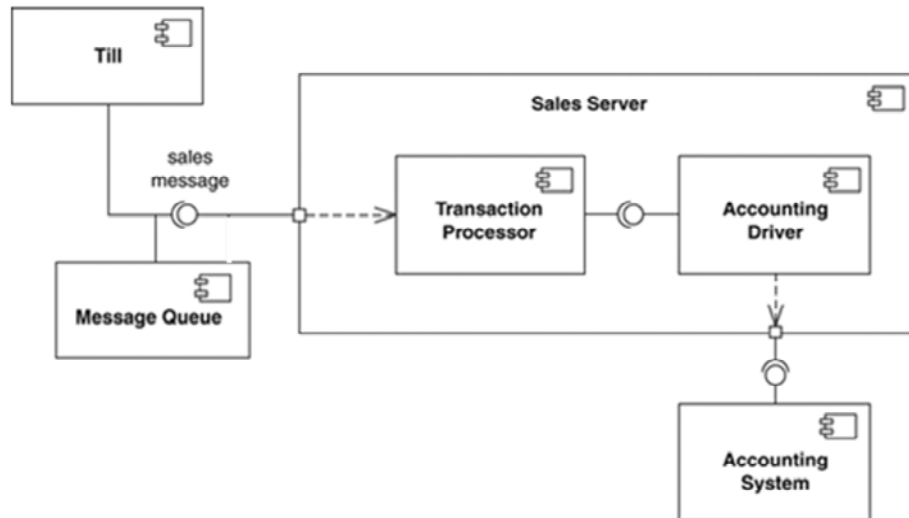 Till
Sales Server
sales
message
Transaction
Processor
Accounting
Driver
Message Queue
Accounting
System